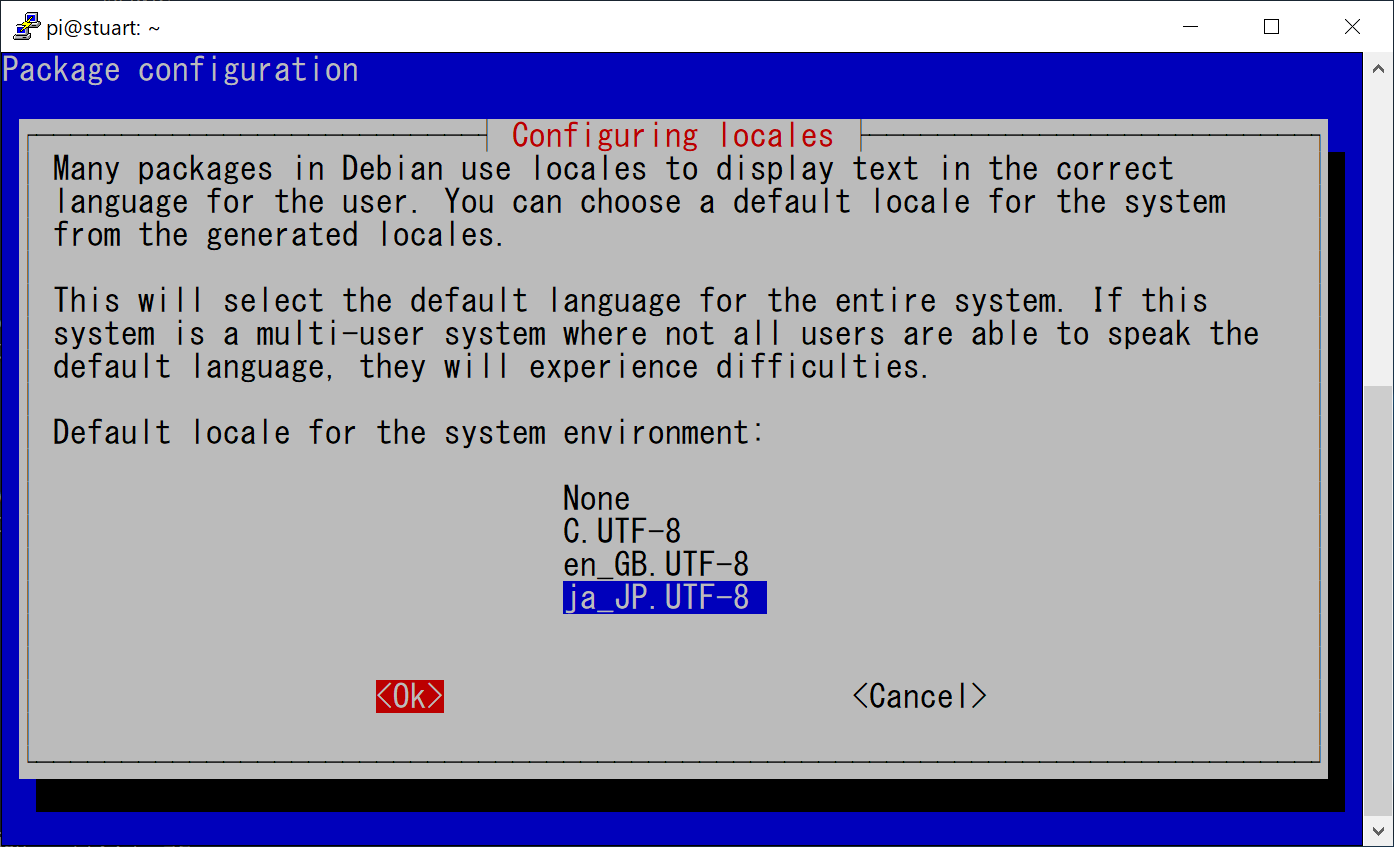 pi@stuart: ~
Package configuration
Configuring locales
Many packages in Debian use locales to display text in the correct
language for the user. You can choose a default locale for the system
from the generated locales.
This will select the default language for the entire system. If this
system is a multi-user system where not all users are able to speak the
default language, they will experience difficulties.
Default locale for the system environment:
None
C.UTF-8
en_GB.UTF-8
ja_JP.UTF-8
<Ok> <Cancel>